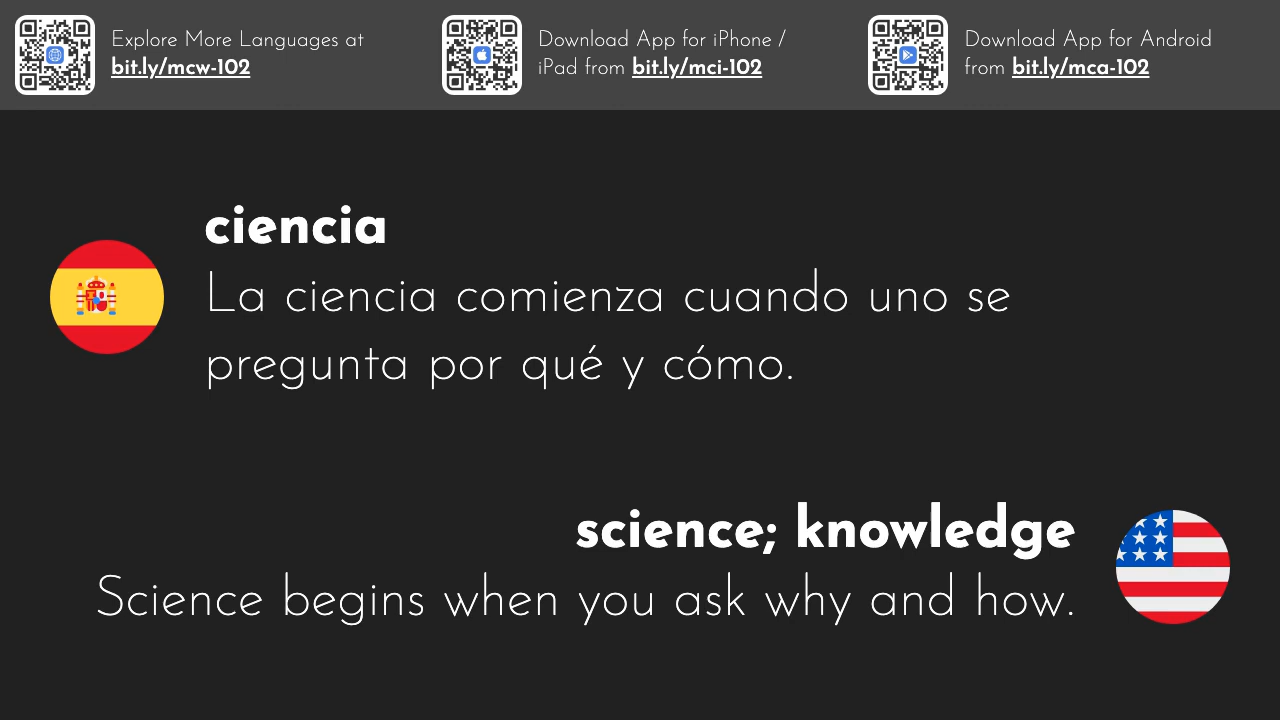 Explore More Languages at
bit.ly/mcw-102
Download App for iPhone /
iPad from bit.ly/mci-102
Download App for Android
from bit.ly/mca-102
ciencia
La ciencia comienza cuando uno se
pregunta por qué y cómo.
science; knowledge
Science begins when you ask why and how.